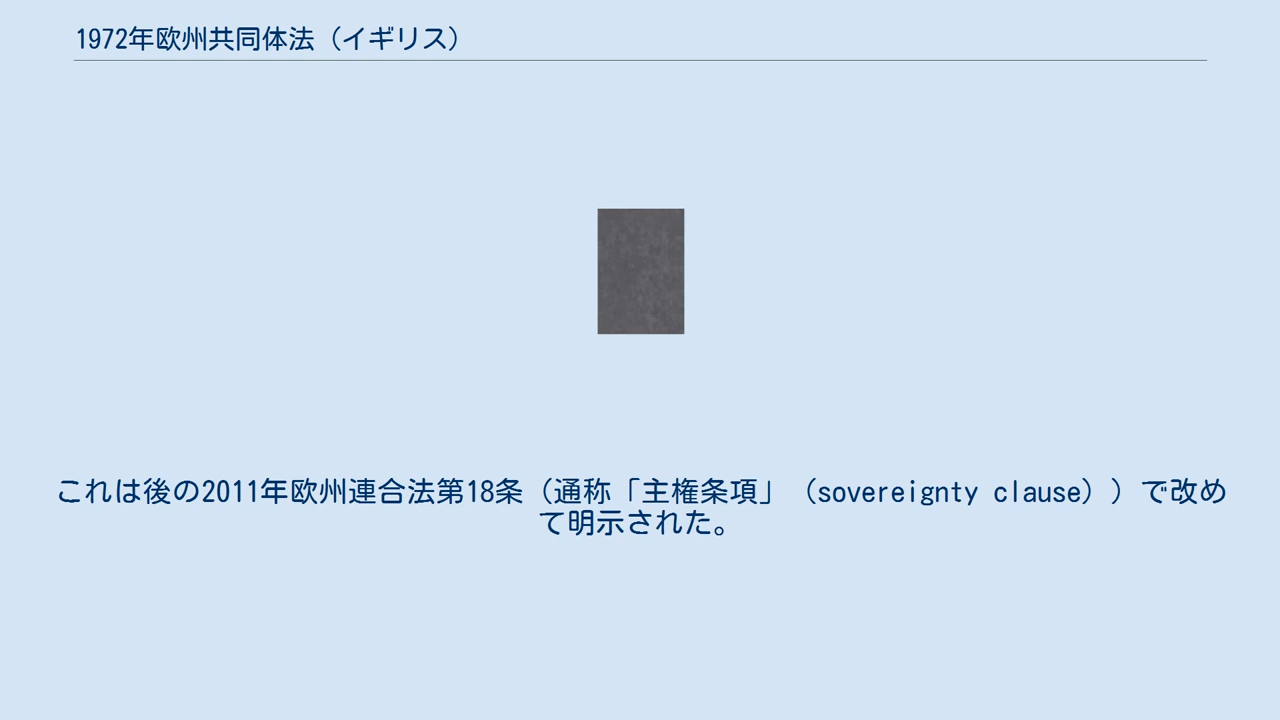 1972年欧州共同体法（イギリス）
これは後の2011年欧州連合法第18条（通称「主権条項」（sovereignty clause））で改め
て明示された。